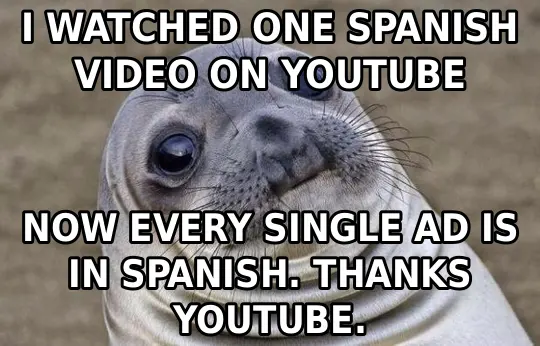 I WATCHED ONE SPANISH
VIDEO ON YOUTUBE
NOW EVERY SINGLE AD IS
IN SPANISH. THANKS
YOUTUBE.